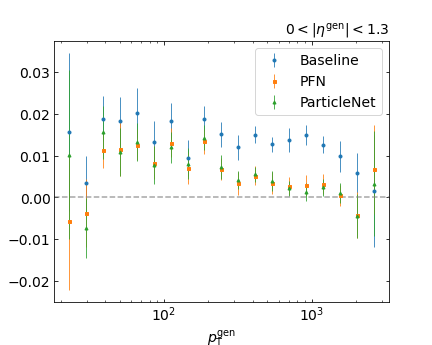 0 < |η^gen| < 1.3
Baseline
PFN
ParticleNet
0.03
0.02
0.01
0.00
−0.01
−0.02
10² 10³
p_T^gen